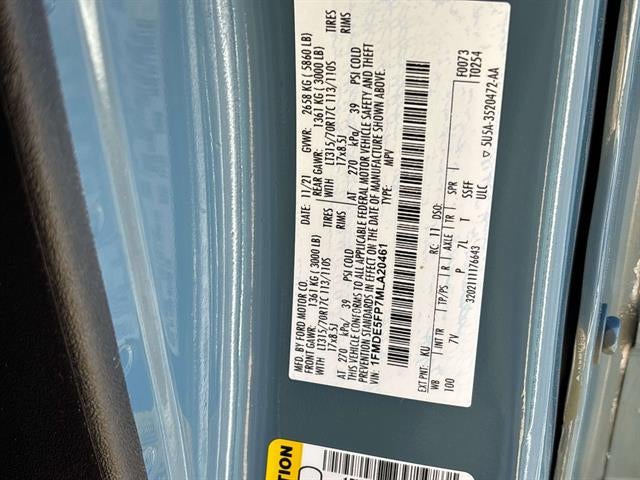 MFD. BY FORD MOTOR CO.
DATE: 11/21 GVWR: 2658 KG ( 5860 LB)
FRONT GAWR: 1361 KG ( 3000 LB) REAR GAWR: 1361 KG ( 3000 LB)
WITH LT315/70R17C 113/110S TIRES WITH LT315/70R17C 113/110S TIRES
17x8.5J RIMS 17x8.5J RIMS
AT 270 kPa/ 39 PSI COLD AT 270 kPa/ 39 PSI COLD
THIS VEHICLE CONFORMS TO ALL APPLICABLE FEDERAL MOTOR VEHICLE SAFETY AND THEFT
PREVENTION STANDARDS IN EFFECT ON THE DATE OF MANUFACTURE SHOWN ABOVE.
VIN: 1FMDE5FP7MLA20461 TYPE: MPV
F0073
T0254
EXT PNT: KU RC: 11 DSO:
WB INT TR TP/PS R AXLE TR SPR
100 7V P 7L T SSFF
3202111176643 ULC
5U5A-3520472-AA